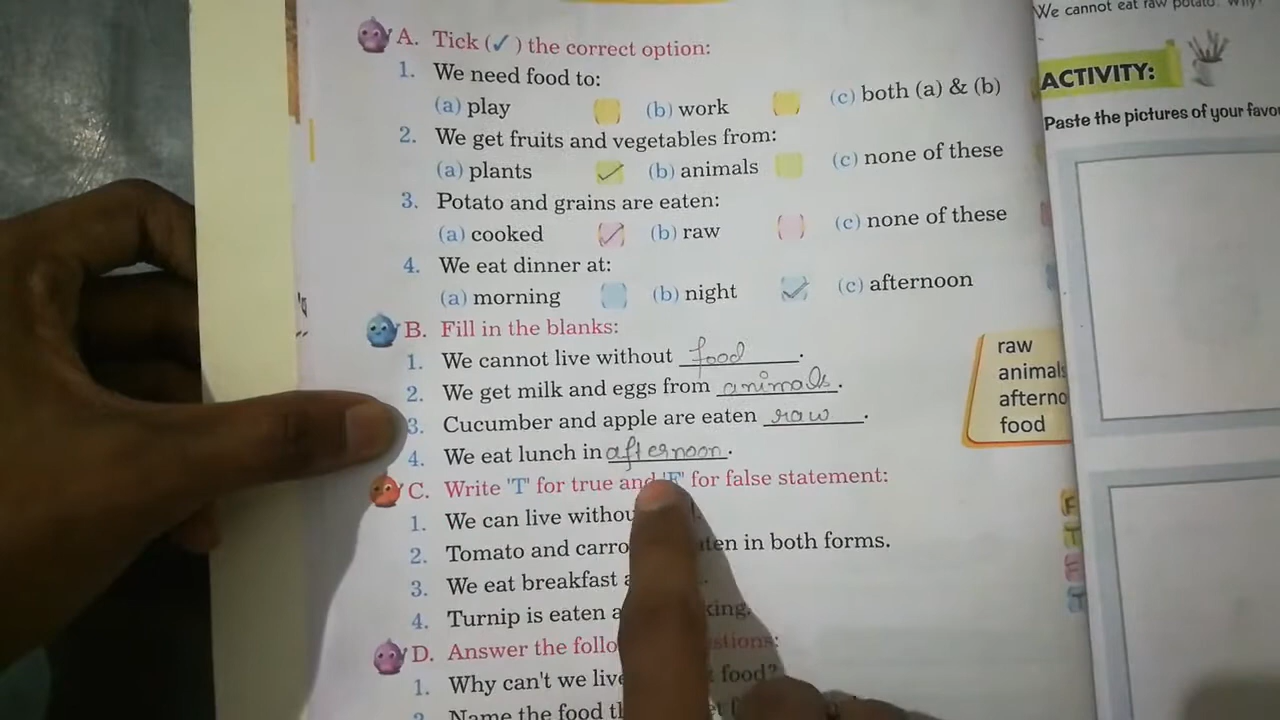 We cannot eat raw potato. Why?
A. Tick (✓) the correct option:
1. We need food to:
(a) play (b) work (c) both (a) & (b)
2. We get fruits and vegetables from:
(a) plants ✓ (b) animals (c) none of these
3. Potato and grains are eaten:
(a) cooked ✓ (b) raw (c) none of these
4. We eat dinner at:
(a) morning (b) night ✓ (c) afternoon
B. Fill in the blanks:
1. We cannot live without food.
2. We get milk and eggs from animals.
3. Cucumber and apple are eaten raw.
4. We eat lunch in afternoon.
raw
animals
afterno
food
C. Write 'T' for true and 'F' for false statement:
1. We can live withou
F
2. Tomato and carro aten in both forms.
T
3. We eat breakfast
F
4. Turnip is eaten a king.
T
D. Answer the follo stions:
1. Why can't we live food?
2. Name the food th
ACTIVITY:
Paste the pictures of your favo